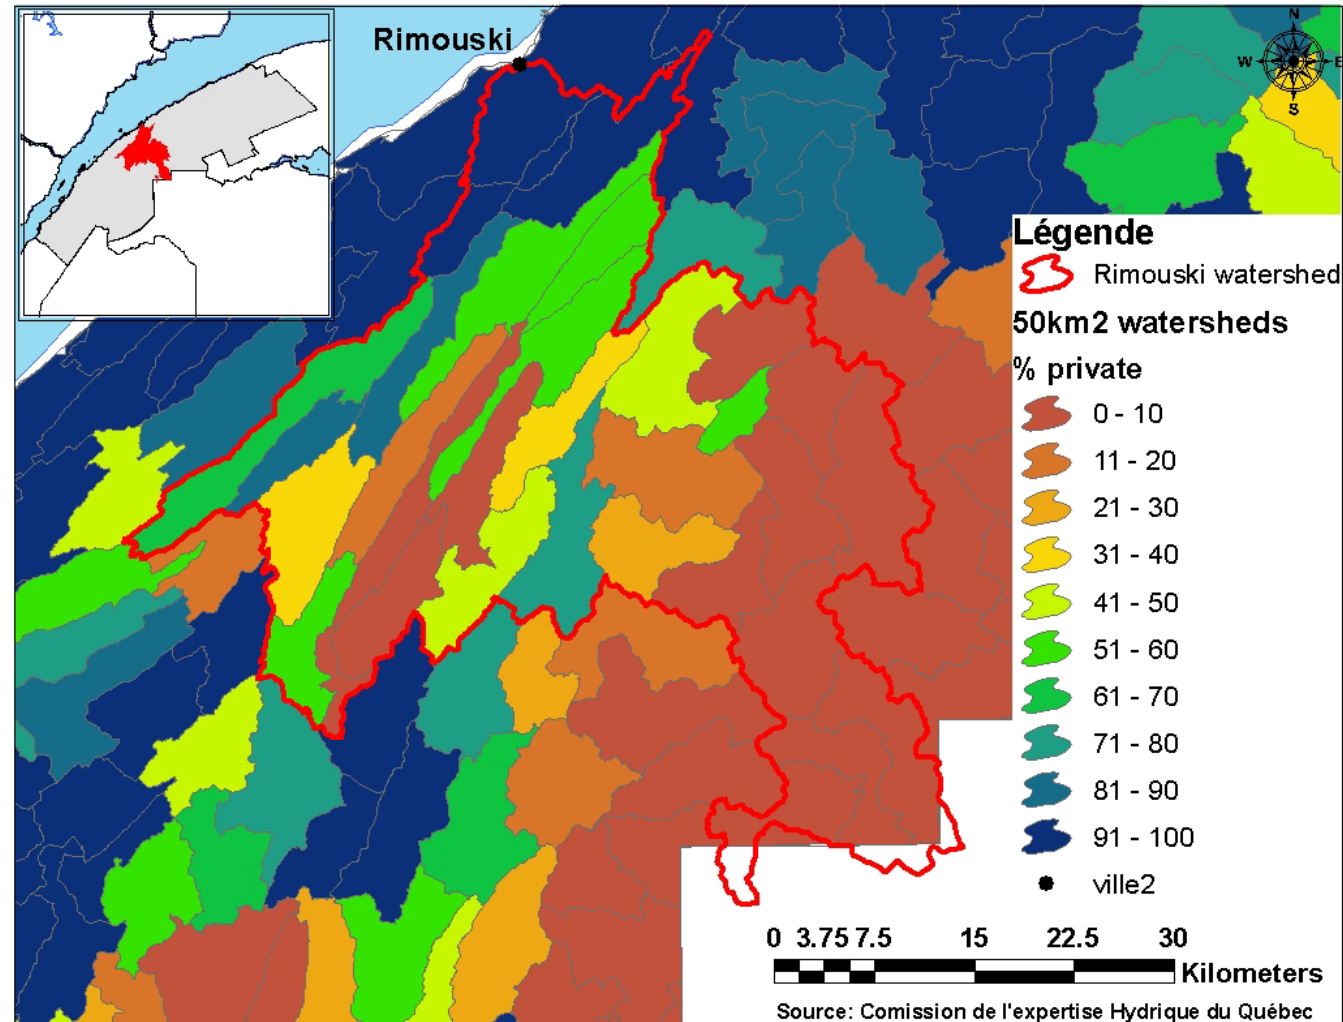 Rimouski
N
W E
S
Légende
Rimouski watershed
50km2 watersheds
% private
0 - 10
11 - 20
21 - 30
31 - 40
41 - 50
51 - 60
61 - 70
71 - 80
81 - 90
91 - 100
ville2
0 3.75 7.5 15 22.5 30
Kilometers
Source: Comission de l'expertise Hydrique du Québec